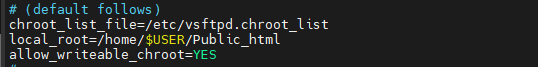 # (default follows)
chroot_list_file=/etc/vsftpd.chroot_list
local_root=/home/$USER/Public_html
allow_writeable_chroot=YES
#